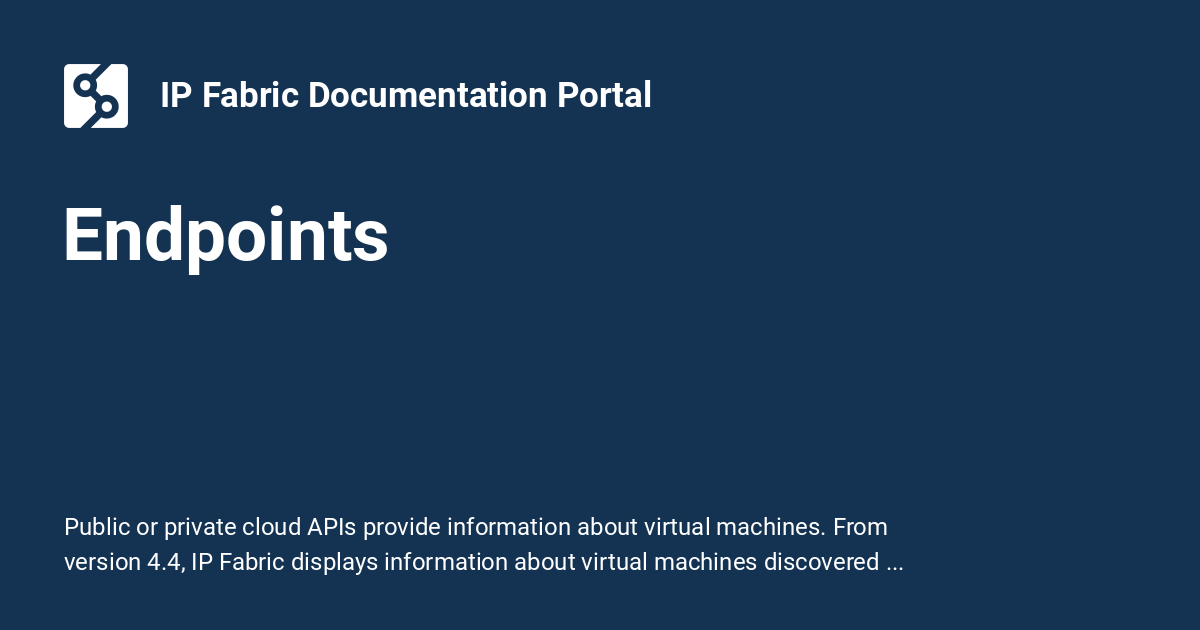 IP Fabric Documentation Portal
Endpoints
Public or private cloud APIs provide information about virtual machines. From
version 4.4, IP Fabric displays information about virtual machines discovered ...